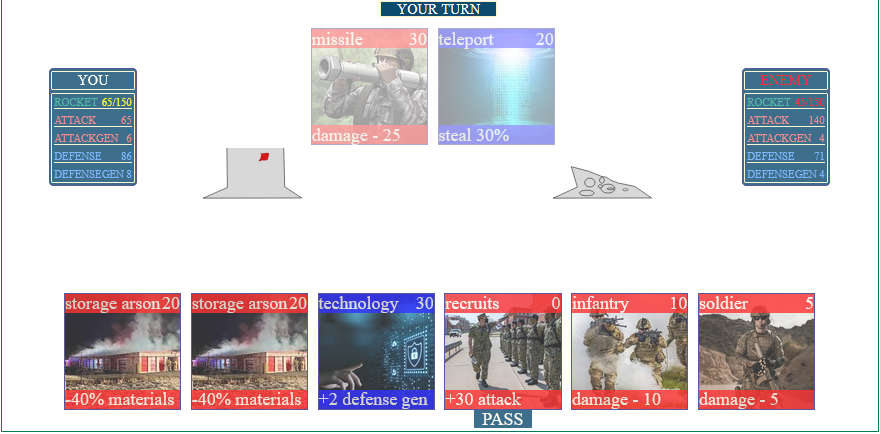 YOUR TURN
missile 30
damage - 25
teleport 20
steal 30%
YOU
ROCKET 65/150
ATTACK 65
ATTACKGEN 6
DEFENSE 86
DEFENSEGEN 8
ENEMY
ROCKET 45/150
ATTACK 140
ATTACKGEN 4
DEFENSE 71
DEFENSEGEN 4
storage arson 20
-40% materials
storage arson 20
-40% materials
technology 30
+2 defense gen
recruits 0
+30 attack
infantry 10
damage - 10
soldier 5
damage - 5
PASS